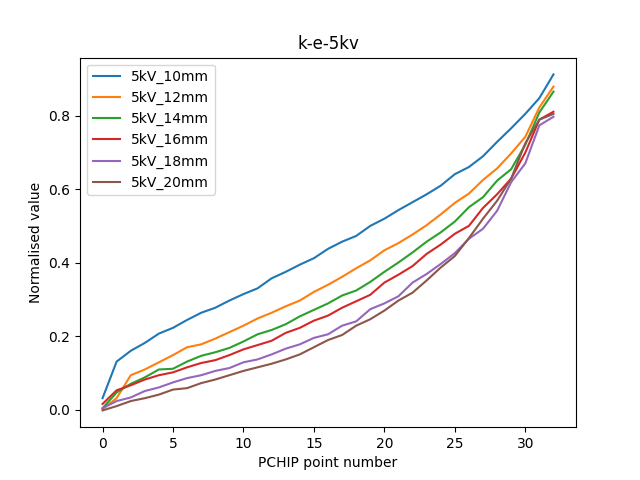 k-e-5kv
5kV_10mm
5kV_12mm
5kV_14mm
5kV_16mm
5kV_18mm
5kV_20mm
Normalised value
0.8
0.6
0.4
0.2
0.0
0 5 10 15 20 25 30
PCHIP point number